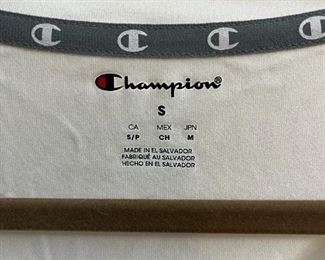 Champion®
S
CA MEX JPN
S/P CH M
MADE IN EL SALVADOR
FABRIQUÉ AU SALVADOR
HECHO EN EL SALVADOR